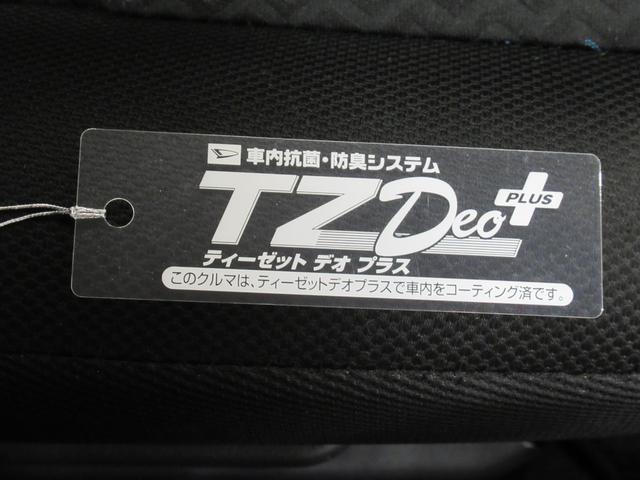 車内抗菌・防臭システム
TZDeo PLUS
ティーゼット デオ プラス
このクルマは、ティーゼットデオプラスで車内をコーティング済です。